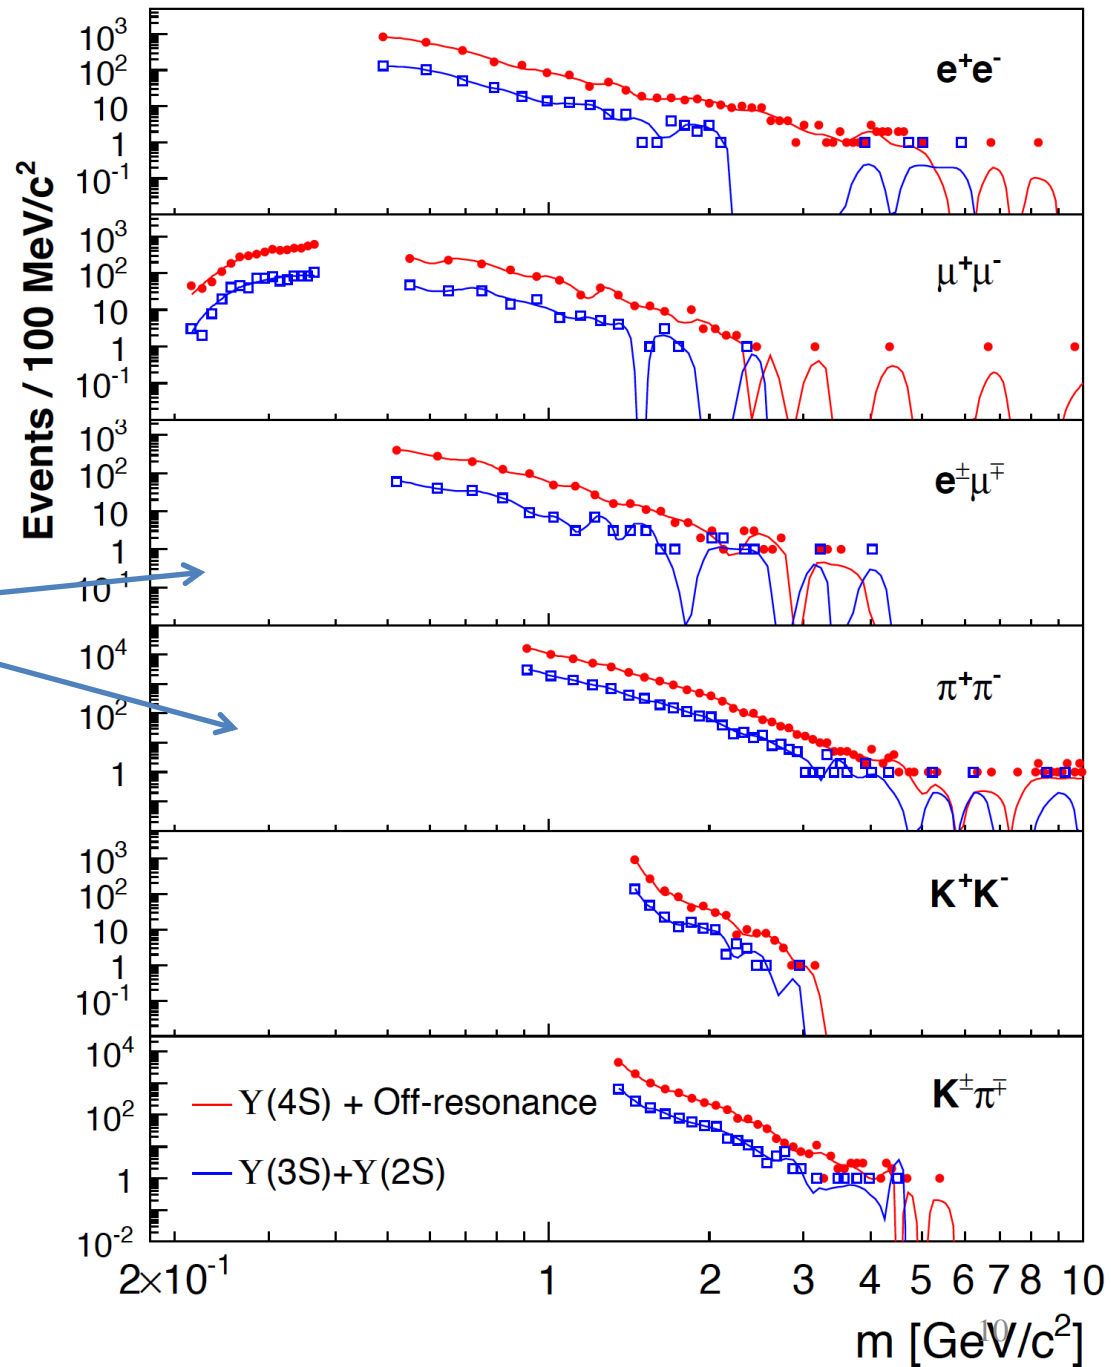 Events / 100 MeV/c²
10³
10²
10
1
10⁻¹
e⁺e⁻
10³
10²
10
1
10⁻¹
μ⁺μ⁻
10³
10²
10
1
10⁻¹
e±μ∓
10⁴
10²
1
π⁺π⁻
10³
10²
10
1
10⁻¹
K⁺K⁻
10⁴
10²
1
10⁻²
K±π∓
ϒ(4S) + Off-resonance
ϒ(3S)+ϒ(2S)
2×10⁻¹ 1 2 3 4 5 6 7 8 10
m [GeV/c²]
10